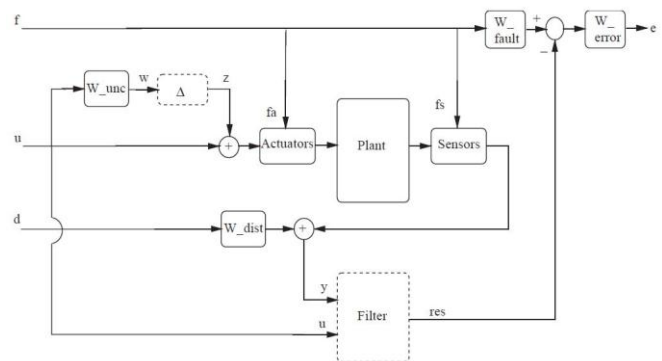 f
W_
fault
+
−
W_
error
e
W_unc
w
Δ
z
fa
fs
u
+
Actuators
Plant
Sensors
d
W_dist
+
y
u
Filter
res